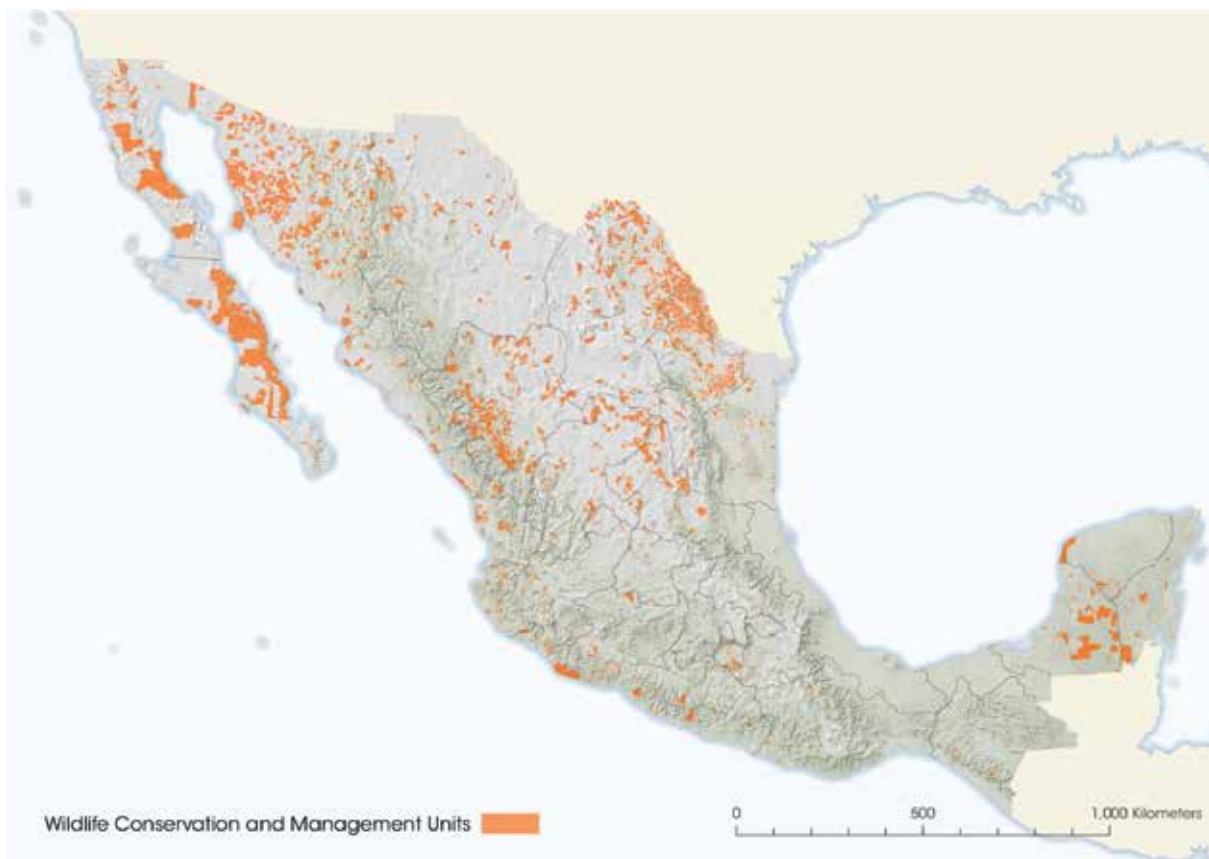 Wildlife Conservation and Management Units
0 500 1,000 Kilometers